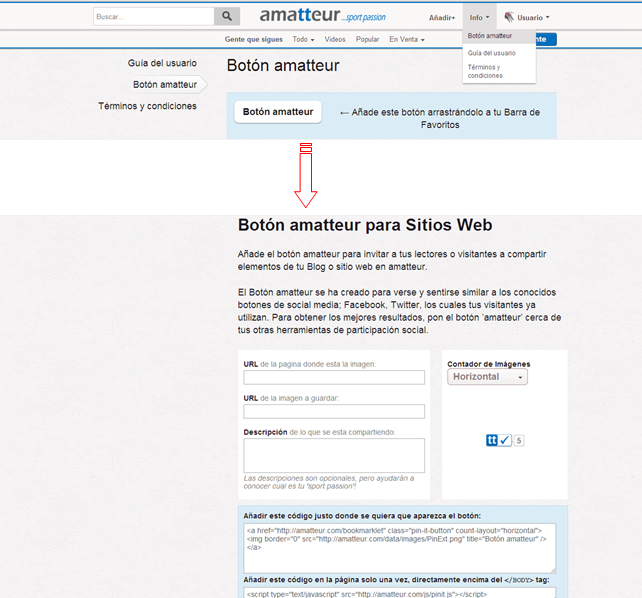 Buscar...
amatteur ...sport passion
Añadir+
Info
Usuario
Gente que sigues
Todo
Videos
Popular
En Venta
Botón amatteur
nte
Guía del usuario
Términos y
condiciones
Guía del usuario
Botón amatteur
Términos y condiciones
Botón amatteur
Botón amatteur
← Añade este botón arrastrándolo a tu Barra de
Favoritos
Botón amatteur para Sitios Web
Añade el botón amatteur para invitar a tus lectores o visitantes a compartir
elementos de tu Blog o sitio web en amatteur.
El Botón amatteur se ha creado para verse y sentirse similar a los conocidos
botones de social media; Facebook, Twitter, los cuales tus visitantes ya
utilizan. Para obtener los mejores resultados, pon el botón 'amatteur' cerca de
tus otras herramientas de participación social.
URL de la pagina donde esta la imagen:
URL de la imagen a guardar:
Descripción de lo que se esta compartiendo:
Las descripciones son opcionales, pero ayudarán a
conocer cual es tu 'sport passion'!
Contador de Imágenes
Horizontal
tt 5
Añadir este código justo donde se quiera que aparezca el botón:
<a href="http://amatteur.com/bookmarklet" class="pin-it-button" count-layout="horizontal">
<img border="0" src="http://amatteur.com/data/images/PinExt.png" title="Botón amatteur" />
</a>
Añadir este código en la página solo una vez, directamente encima del </BODY> tag:
<script type="text/javascript" src="http://amatteur.com/js/pinit.js"></script>